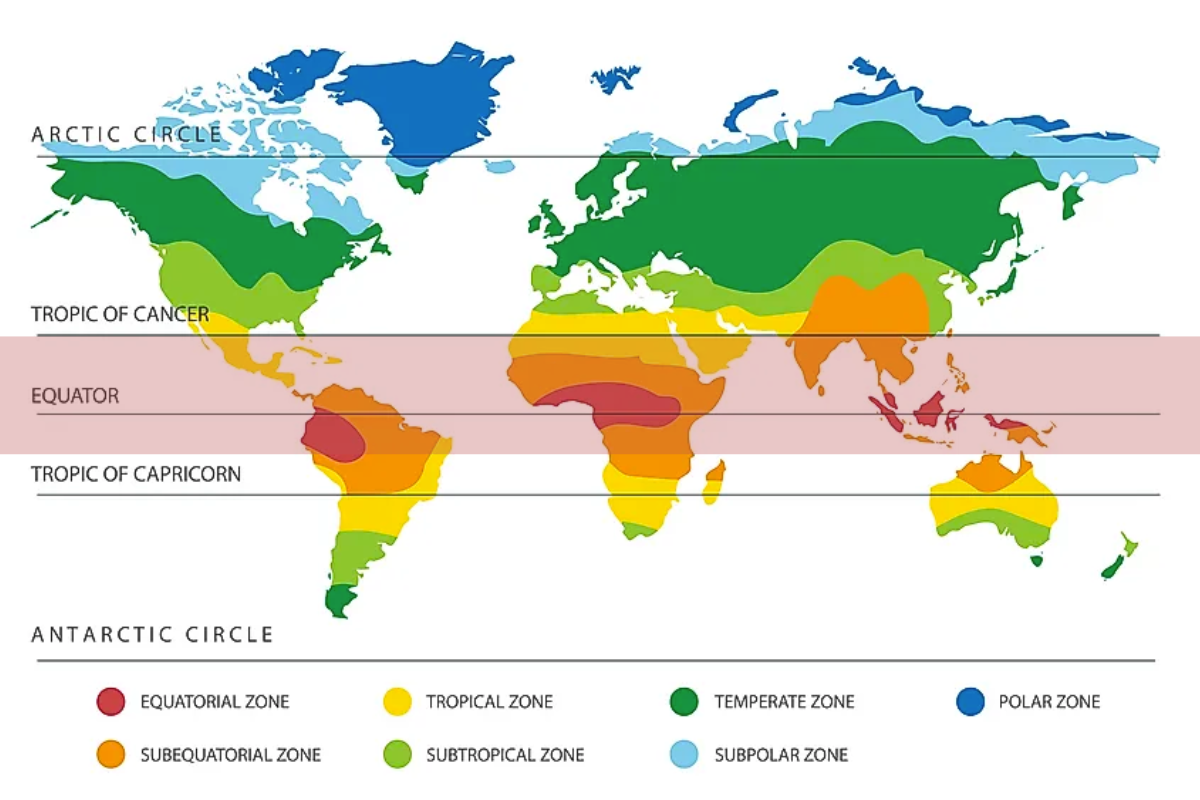 ARCTIC CIRCLE
TROPIC OF CANCER
EQUATOR
TROPIC OF CAPRICORN
ANTARCTIC CIRCLE
EQUATORIAL ZONE
TROPICAL ZONE
TEMPERATE ZONE
POLAR ZONE
SUBEQUATORIAL ZONE
SUBTROPICAL ZONE
SUBPOLAR ZONE